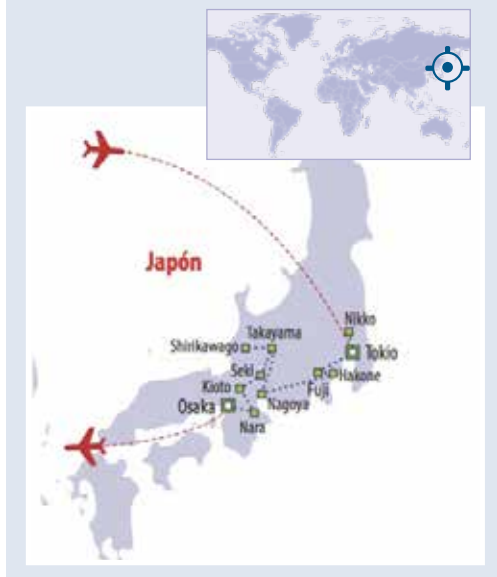 Japón
Nikko
Takayama
Shirikawago
Tokio
Seki
Hakone
Kioto
Fuji
Osaka
Nagoya
Nara